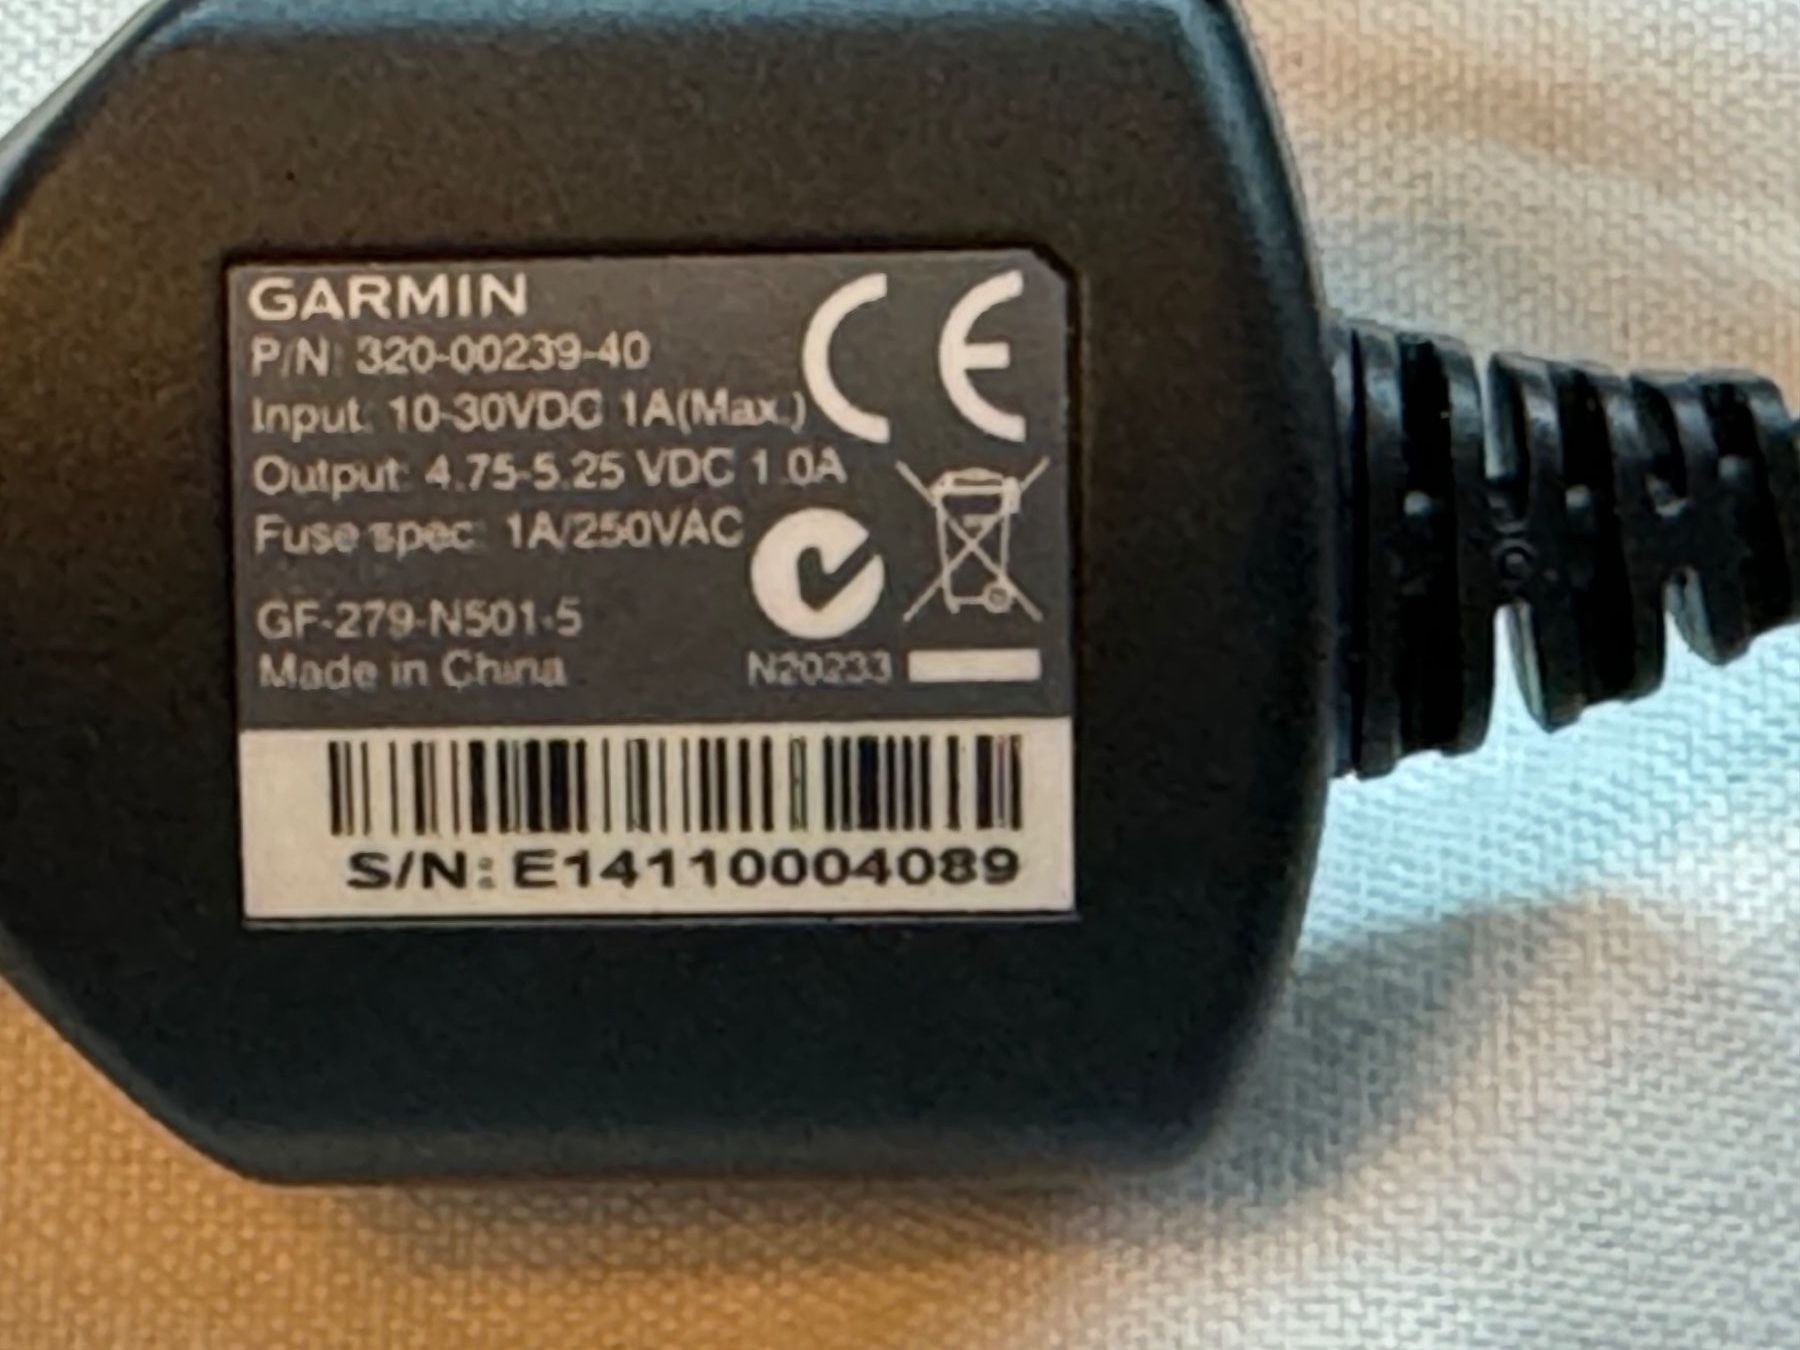 GARMIN
P/N: 320-00239-40
Input: 10-30VDC 1A(Max.)
Output: 4.75-5.25 VDC 1.0A
Fuse spec: 1A/250VAC
GF-279-N501-5
Made in China
N20233
CE
S/N: E14110004089